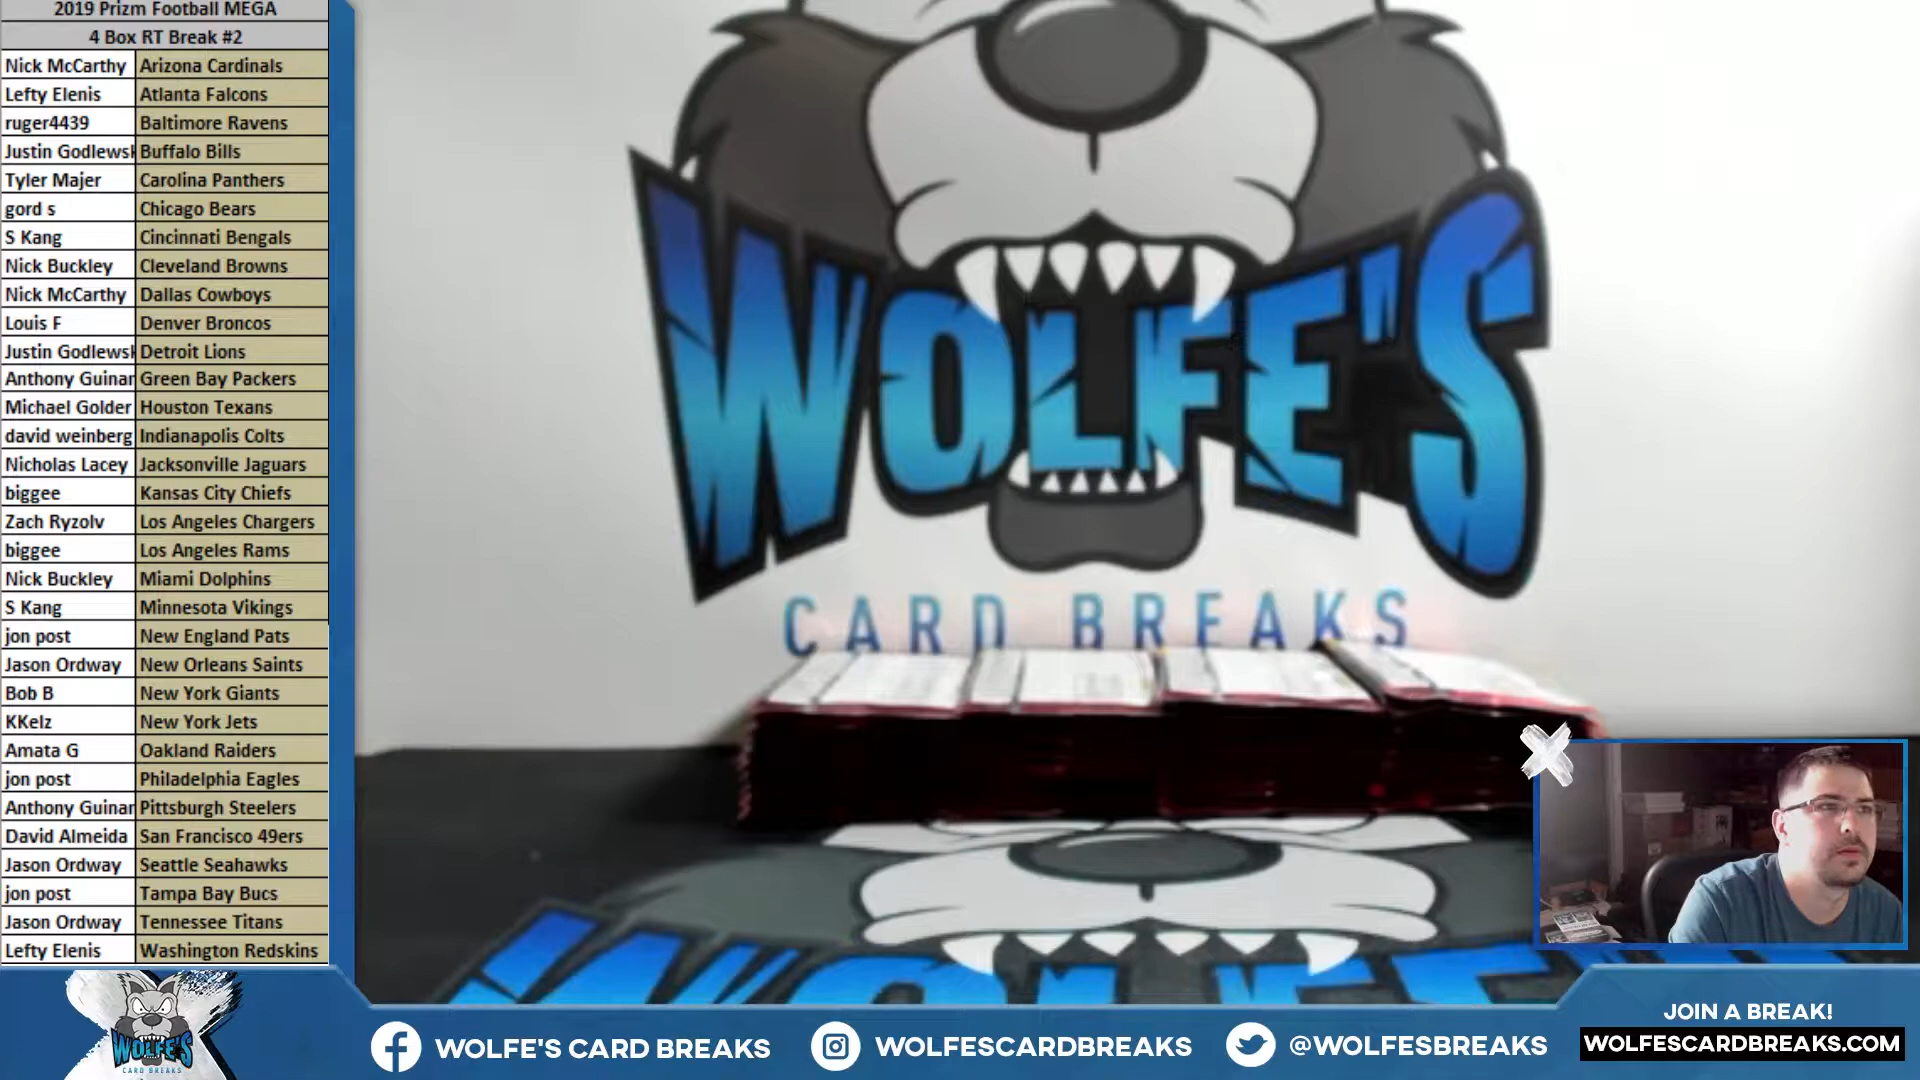 2019 Prizm Football MEGA
4 Box RT Break #2
Nick McCarthy Arizona Cardinals
Lefty Elenis Atlanta Falcons
ruger4439 Baltimore Ravens
Justin Godlewsk Buffalo Bills
Tyler Majer Carolina Panthers
gord s Chicago Bears
S Kang Cincinnati Bengals
Nick Buckley Cleveland Browns
Nick McCarthy Dallas Cowboys
Louis F Denver Broncos
Justin Godlewsk Detroit Lions
Anthony Guinar Green Bay Packers
Michael Golder Houston Texans
david weinberg Indianapolis Colts
Nicholas Lacey Jacksonville Jaguars
biggee Kansas City Chiefs
Zach Ryzolv Los Angeles Chargers
biggee Los Angeles Rams
Nick Buckley Miami Dolphins
S Kang Minnesota Vikings
jon post New England Pats
Jason Ordway New Orleans Saints
Bob B New York Giants
KKelz New York Jets
Amata G Oakland Raiders
jon post Philadelphia Eagles
Anthony Guinar Pittsburgh Steelers
David Almeida San Francisco 49ers
Jason Ordway Seattle Seahawks
jon post Tampa Bay Bucs
Jason Ordway Tennessee Titans
Lefty Elenis Washington Redskins
WOLFE'S
CARD BREAKS
WOLFE'S
WOLFE'S
CARD BREAKS
WOLFE'S CARD BREAKS
WOLFESCARDBREAKS
@WOLFESBREAKS
JOIN A BREAK!
WOLFESCARDBREAKS.COM